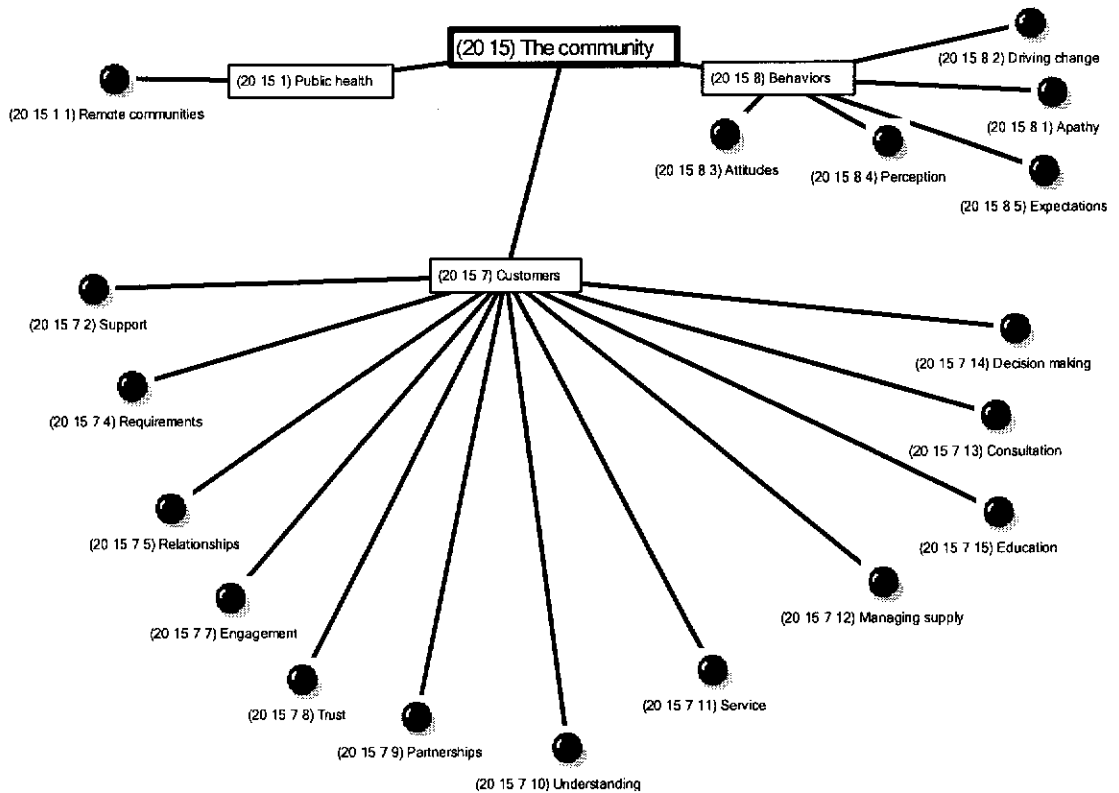 (20 15) The community
(20 15 8 2) Driving change
(20 15 1) Public health
(20 15 8) Behaviors
(20 15 1 1) Remote communities
(20 15 8 1) Apathy
(20 15 8 3) Attitudes
(20 15 8 4) Perception
(20 15 8 5) Expectations
(20 15 7) Customers
(20 15 7 2) Support
(20 15 7 14) Decision making
(20 15 7 4) Requirements
(20 15 7 13) Consultation
(20 15 7 5) Relationships
(20 15 7 15) Education
(20 15 7 7) Engagement
(20 15 7 12) Managing supply
(20 15 7 8) Trust
(20 15 7 11) Service
(20 15 7 9) Partnerships
(20 15 7 10) Understanding